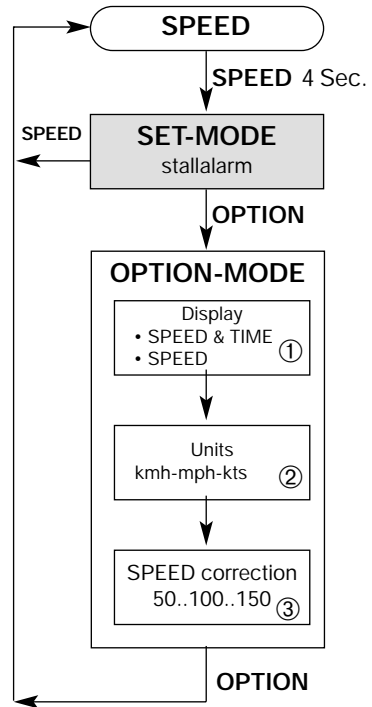 SPEED
SPEED 4 Sec.
SPEED
SET-MODE
stallalarm
OPTION
OPTION-MODE
Display
• SPEED & TIME
• SPEED
①
Units
kmh-mph-kts
②
SPEED correction
50..100..150
③
OPTION